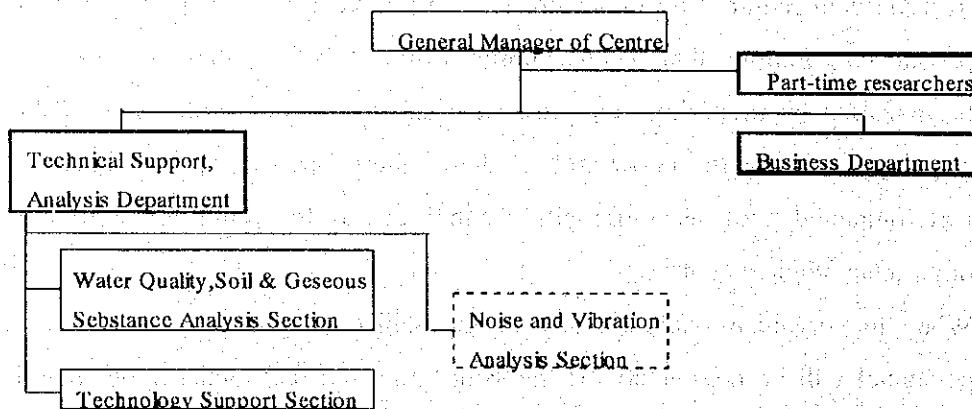 General Manager of Centre
Part-time researchers
Technical Support,
Analysis Department
Business Department
Water Quality,Soil & Geseous
Sebstance Analysis Section
Noise and Vibration
Analysis Section
Technology Support Section